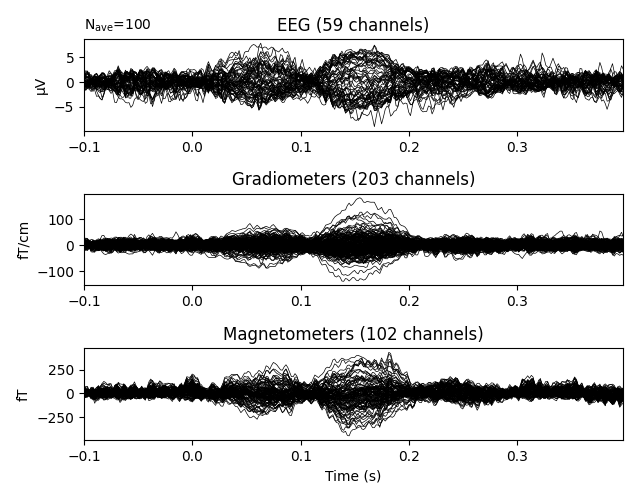 Nave=100
EEG (59 channels)
µV
5
0
−5
−0.1 0.0 0.1 0.2 0.3
Gradiometers (203 channels)
fT/cm
100
0
−100
−0.1 0.0 0.1 0.2 0.3
Magnetometers (102 channels)
fT
250
0
−250
−0.1 0.0 0.1 0.2 0.3
Time (s)